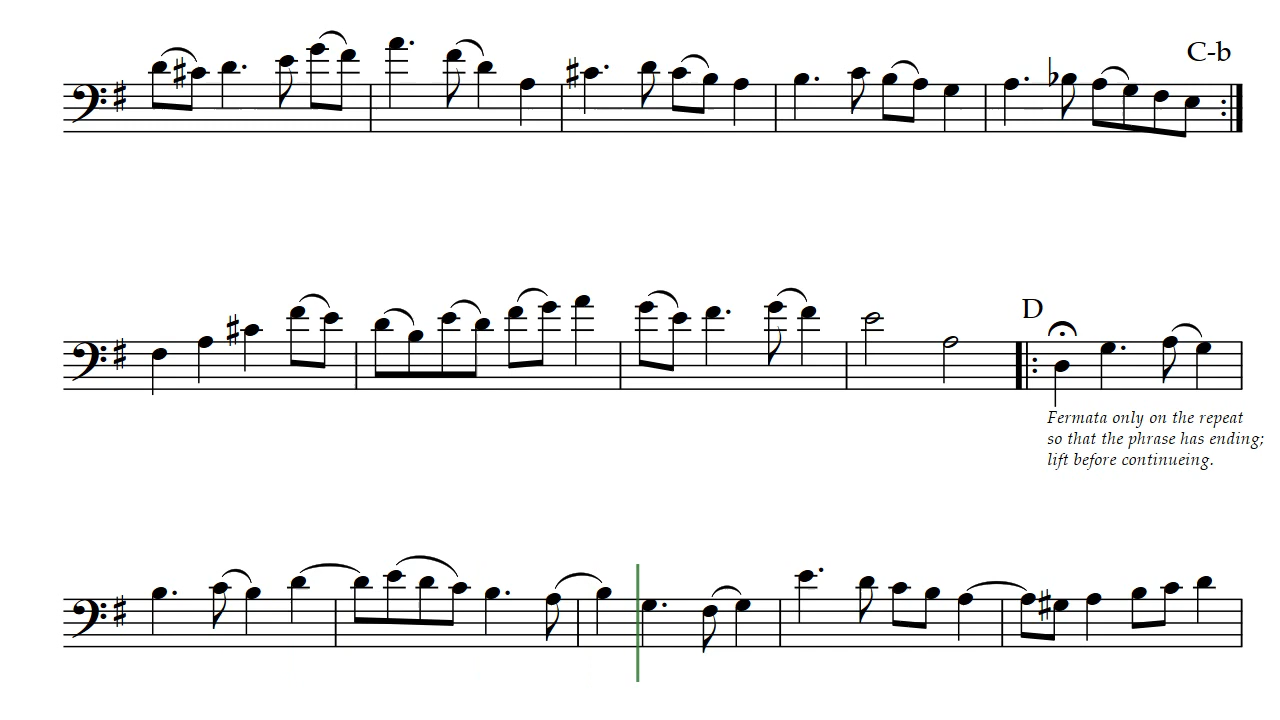 C-b
D
Fermata only on the repeat
so that the phrase has ending;
lift before continueing.